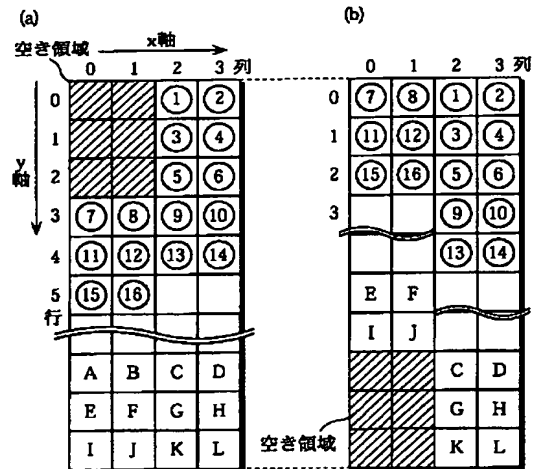 (a)
(b)
空き領域
x軸
0 1 2 3 列
0 1 2 3 列
y軸
0 ① ②
1 ③ ④
2 ⑤ ⑥
3 ⑦ ⑧ ⑨ ⑩
4 ⑪ ⑫ ⑬ ⑭
5 ⑮ ⑯
行
A B C D
E F G H
I J K L
0 ⑦ ⑧ ① ②
1 ⑪ ⑫ ③ ④
2 ⑮ ⑯ ⑤ ⑥
3 ⑨ ⑩
⑬ ⑭
E F
I J
C D
G H
K L
空き領域